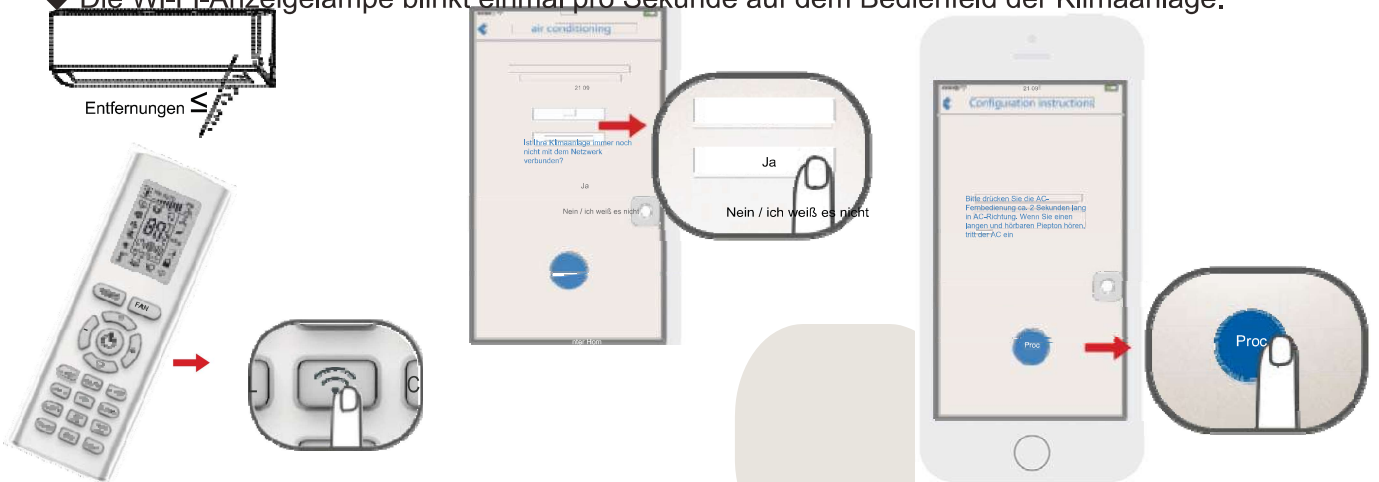 Die Wi-Fi-Anzeigelampe blinkt einmal pro Sekunde auf dem Bedienfeld der Klimaanlage.
Entfernungen ≤
FAN
air conditioning
21 09
Ist Ihre Klimaanlage immer noch
nicht mit dem Netzwerk
verbunden?
Ja
Nein / ich weiß es nicht
nter Hom
Ja
Nein / ich weiß es nicht
21 09
Configuration instructions
Bitte drücken Sie die AC-
Fernbedienung ca. 2 Sekunden lang
in AC-Richtung. Wenn Sie einen
langen und hörbaren Piepton hören,
tritt der AC ein
Proc
Proc